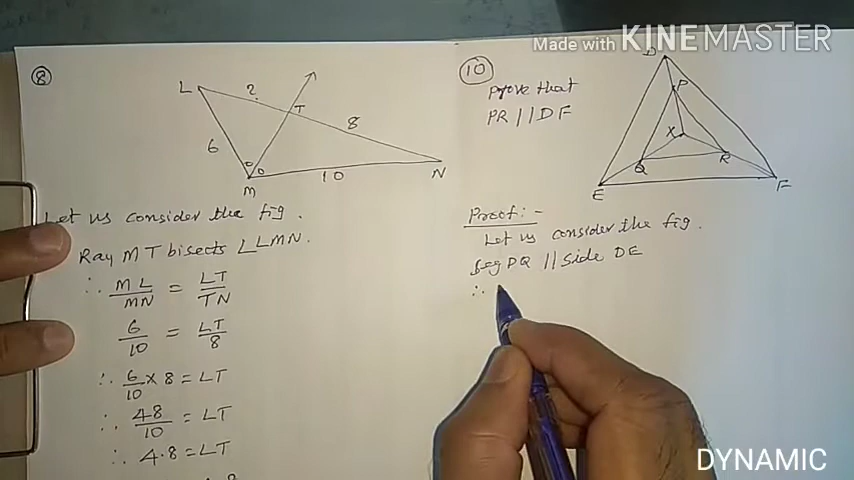 Made with KINEMASTER
8
L
?
T
8
6
M
10
N
Let us consider the fig.
Ray MT bisects ∠LMN.
∴ ML/MN = LT/TN
6/10 = LT/8
∴ 6/10 × 8 = LT
∴ 48/10 = LT
∴ 4.8 = LT
10
Prove that
PR // DF
D
P
X
Q
R
E
F
Proof:-
Let us consider the fig.
Seg PQ // Side DE
∴
DYNAMIC